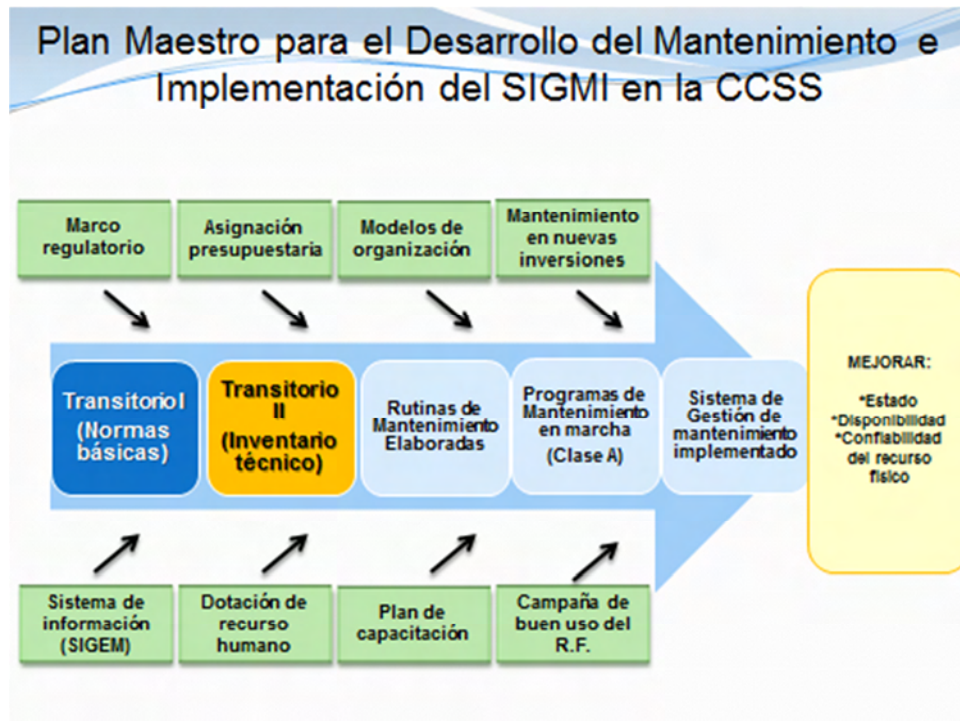 Plan Maestro para el Desarrollo del Mantenimiento e
Implementación del SIGMI en la CCSS
Marco
regulatorio
Asignación
presupuestaria
Modelos de
organización
Mantenimiento
en nuevas
inversiones
Transitorio I
(Normas
básicas)
Transitorio
II
(Inventario
técnico)
Rutinas de
Mantenimiento
Elaboradas
Programas de
Mantenimiento
en marcha
(Clase A)
Sistema de
Gestión de
mantenimiento
implementado
MEJORAR:
*Estado
*Disponibilidad
*Confiabilidad
del recurso
físico
Sistema de
información
(SIGEM)
Dotación de
recurso
humano
Plan de
capacitación
Campaña de
buen uso del
R.F.